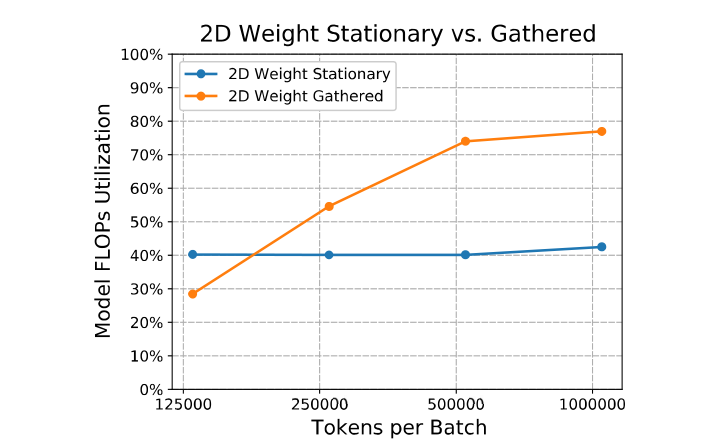 2D Weight Stationary vs. Gathered
100%
90%
80%
70%
60%
50%
40%
30%
20%
10%
0%
Model FLOPs Utilization
2D Weight Stationary
2D Weight Gathered
125000 250000 500000 1000000
Tokens per Batch